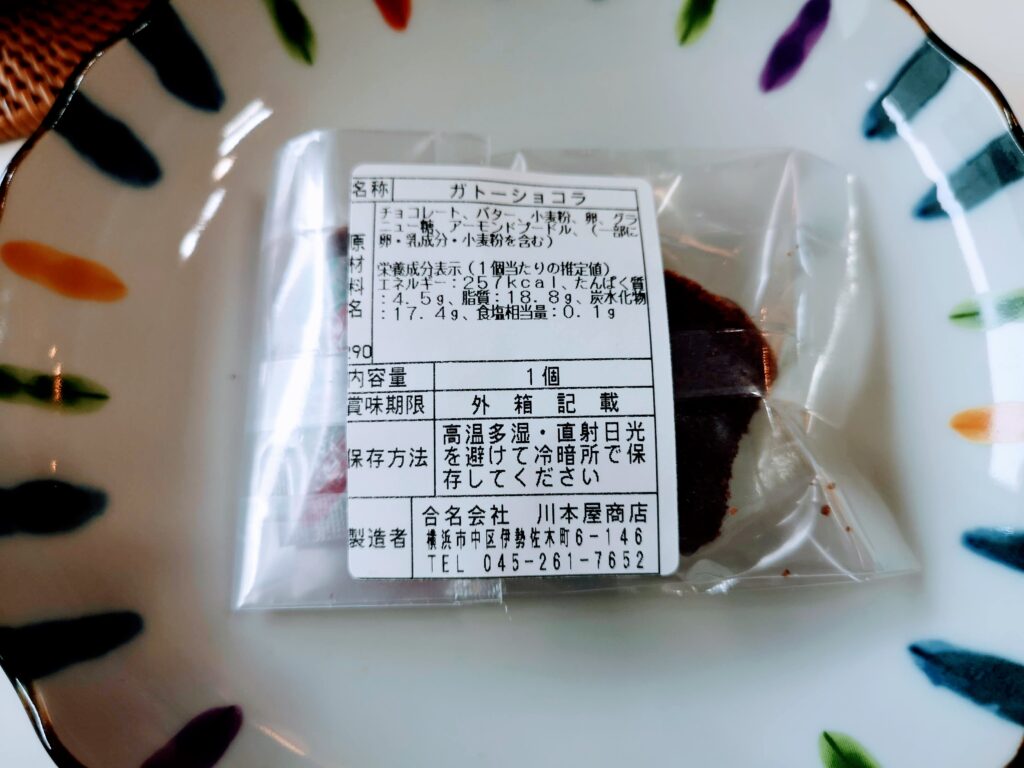 名称 ガトーショコラ
原材料名
チョコレート、バター、小麦粉、卵、グラ
ニュー糖、アーモンドプードル、(一部に
卵・乳成分・小麦粉を含む)
栄養成分表示(1個当たりの推定値)
エネルギー:257kcal、たんぱく質
:4.5g、脂質:18.8g、炭水化物
:17.4g、食塩相当量:0.1g
290
内容量 1個
賞味期限 外箱記載
保存方法
高温多湿・直射日光
を避けて冷暗所で保
存してください
製造者
合名会社 川本屋商店
横浜市中区伊勢佐木町6-146
TEL 045-261-7652